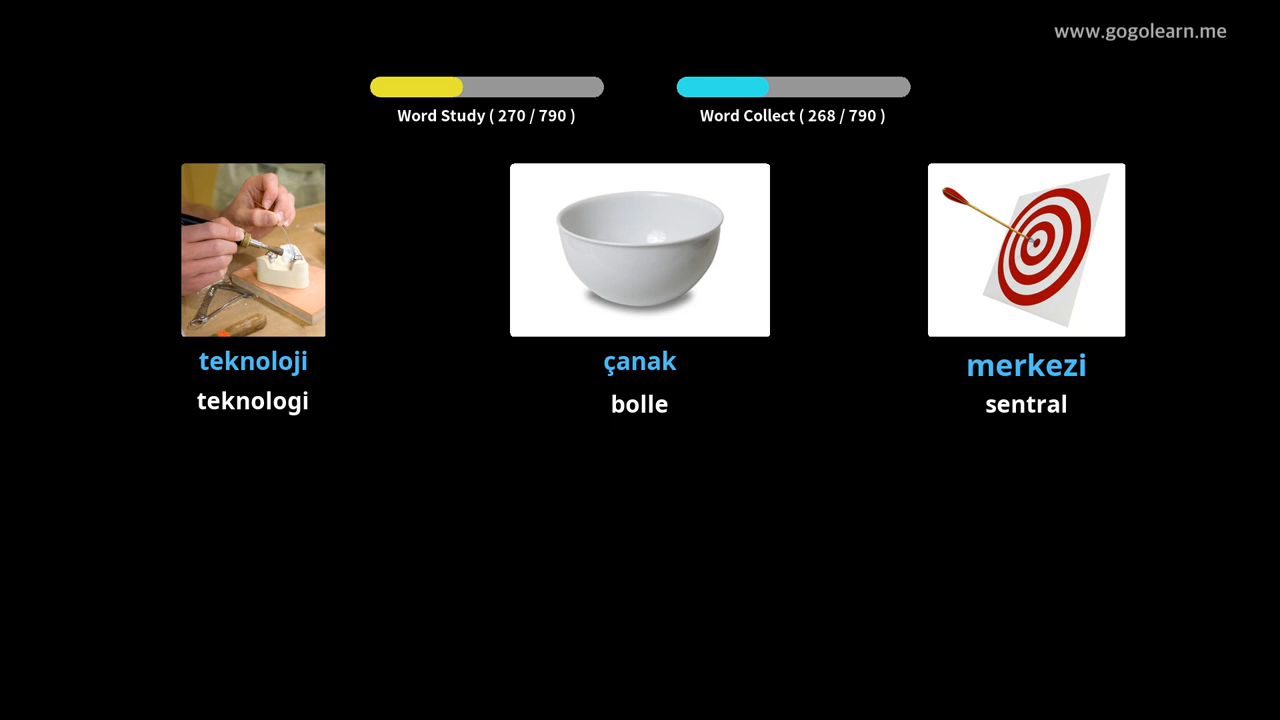 www.gogolearn.me
Word Study ( 270 / 790 )
Word Collect ( 268 / 790 )
teknoloji
teknologi
çanak
bolle
merkezi
sentral